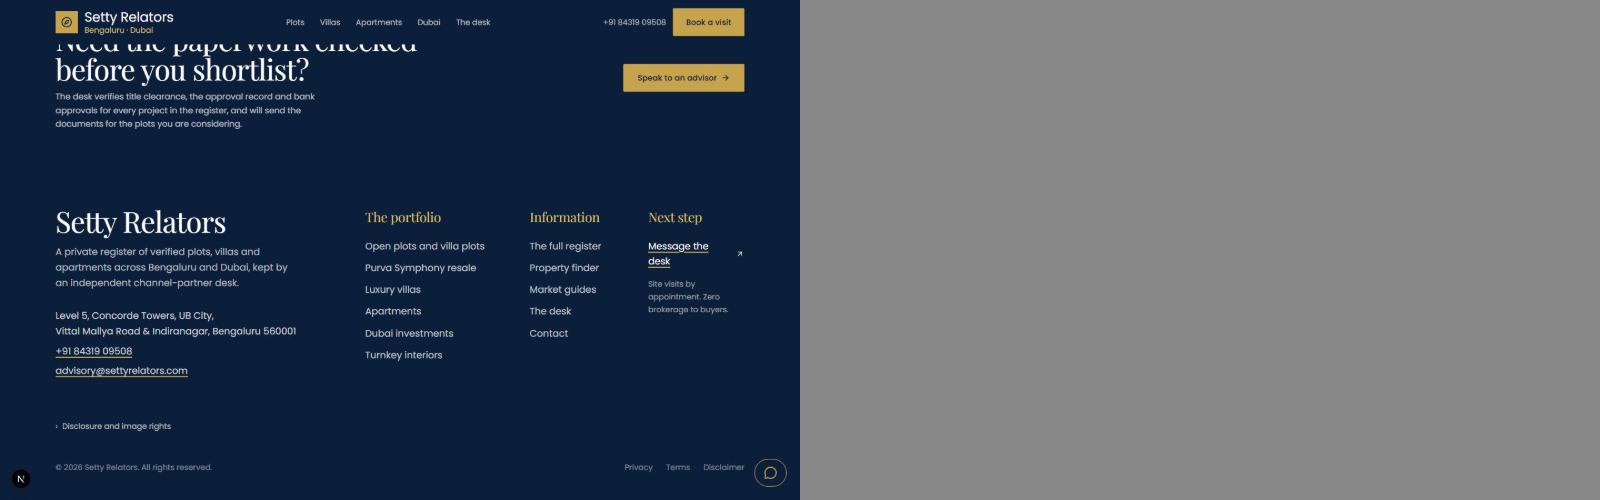 Setty Relators
Bengaluru · Dubai
Plots
Villas
Apartments
Dubai
The desk
+91 84319 09508
Book a visit
Need the paperwork checked
before you shortlist?
The desk verifies title clearance, the approval record and bank
approvals for every project in the register, and will send the
documents for the plots you are considering.
Speak to an advisor →
Setty Relators
A private register of verified plots, villas and
apartments across Bengaluru and Dubai, kept by
an independent channel-partner desk.
Level 5, Concorde Towers, UB City,
Vittal Mallya Road & Indiranagar, Bengaluru 560001
+91 84319 09508
advisory@settyrelators.com
The portfolio
Open plots and villa plots
Purva Symphony resale
Luxury villas
Apartments
Dubai investments
Turnkey interiors
Information
The full register
Property finder
Market guides
The desk
Contact
Next step
Message the
desk
Site visits by
appointment. Zero
brokerage to buyers.
› Disclosure and image rights
© 2026 Setty Relators. All rights reserved.
Privacy
Terms
Disclaimer
N